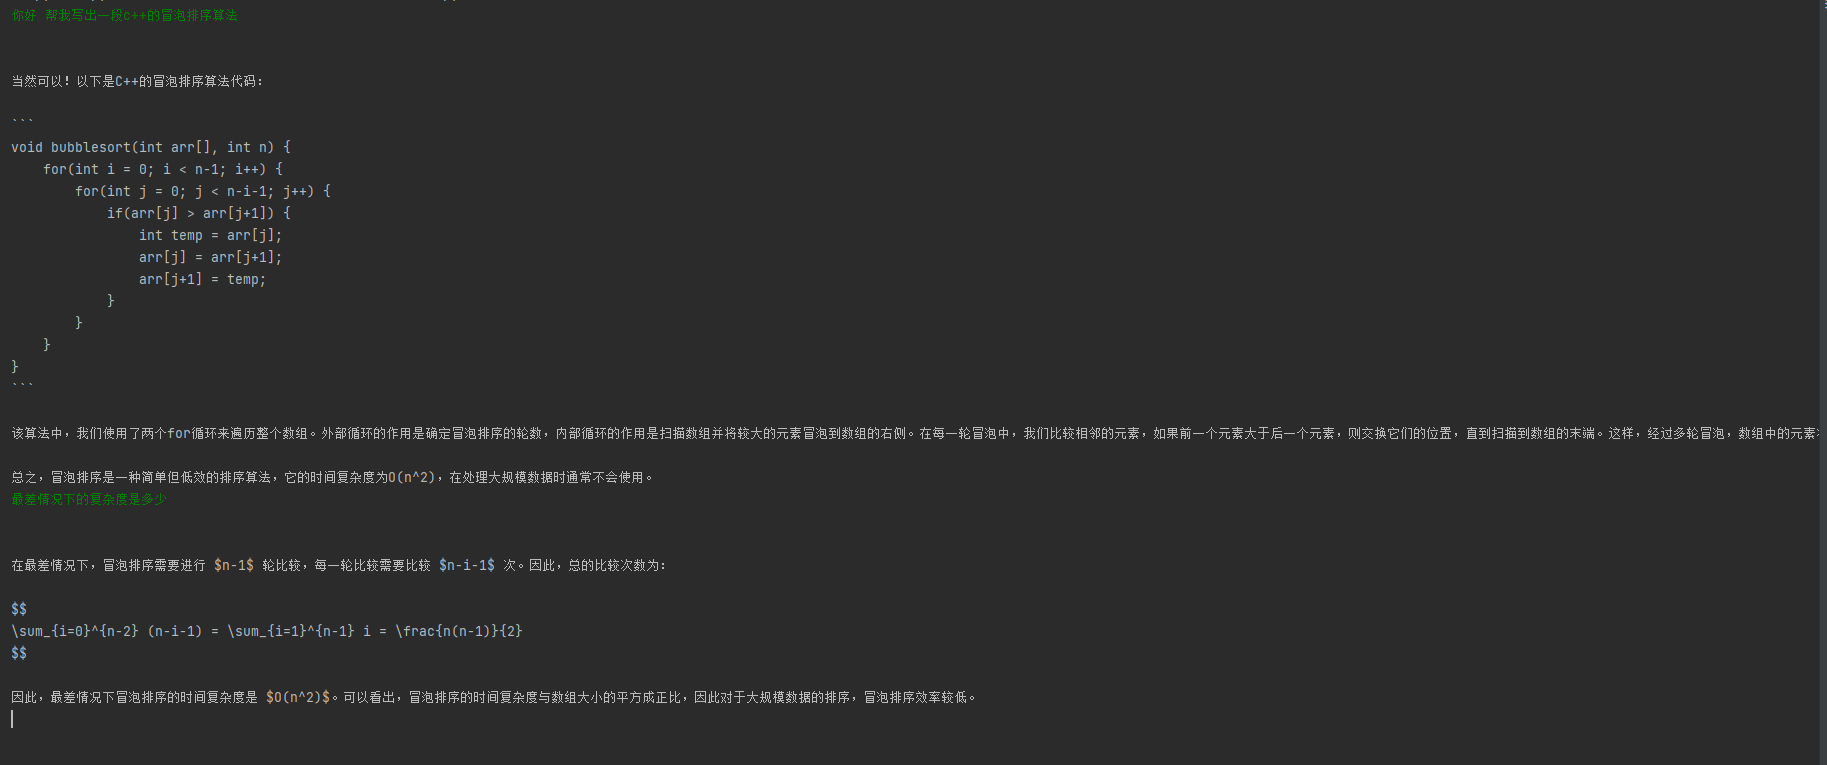 你好 帮我写出一段c++的冒泡排序算法
当然可以！以下是C++的冒泡排序算法代码：
```
void bubblesort(int arr[], int n) {
    for(int i = 0; i < n-1; i++) {
        for(int j = 0; j < n-i-1; j++) {
            if(arr[j] > arr[j+1]) {
                int temp = arr[j];
                arr[j] = arr[j+1];
                arr[j+1] = temp;
            }
        }
    }
}
```
该算法中，我们使用了两个for循环来遍历整个数组。外部循环的作用是确定冒泡排序的轮数，内部循环的作用是扫描数组并将较大的元素冒泡到数组的右侧。在每一轮冒泡中，我们比较相邻的元素，如果前一个元素大于后一个元素，则交换它们的位置，直到扫描到数组的末端。这样，经过多轮冒泡，数组中的元素
总之，冒泡排序是一种简单但低效的排序算法，它的时间复杂度为O(n^2)，在处理大规模数据时通常不会使用。
最差情况下的复杂度是多少
在最差情况下，冒泡排序需要进行 $n-1$ 轮比较，每一轮比较需要比较 $n-i-1$ 次。因此，总的比较次数为：
$$
\sum_{i=0}^{n-2} (n-i-1) = \sum_{i=1}^{n-1} i = \frac{n(n-1)}{2}
$$
因此，最差情况下冒泡排序的时间复杂度是 $O(n^2)$。可以看出，冒泡排序的时间复杂度与数组大小的平方成正比，因此对于大规模数据的排序，冒泡排序效率较低。